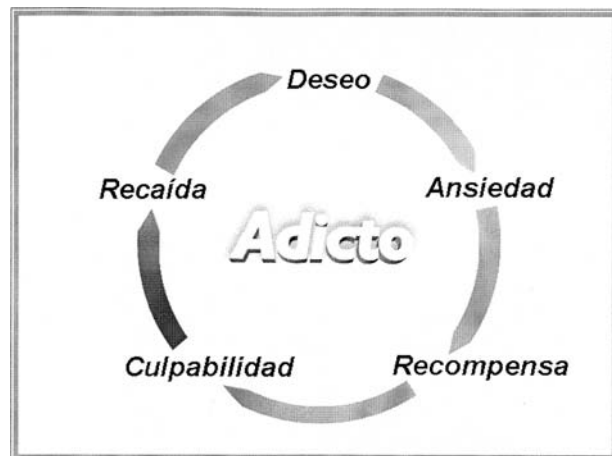 Deseo
Ansiedad
Recompensa
Culpabilidad
Recaída
Adicto